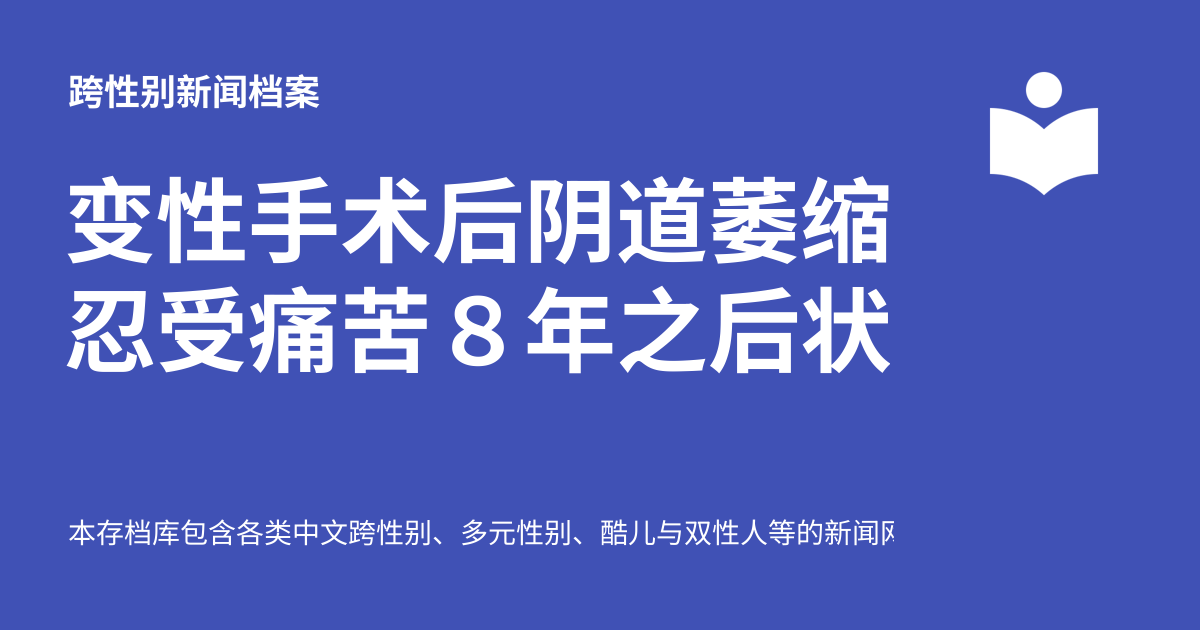 跨性别新闻档案
变性手术后阴道萎缩
忍受痛苦８年之后状
本存档库包含各类中文跨性别、多元性别、酷儿与双性人等的新闻网